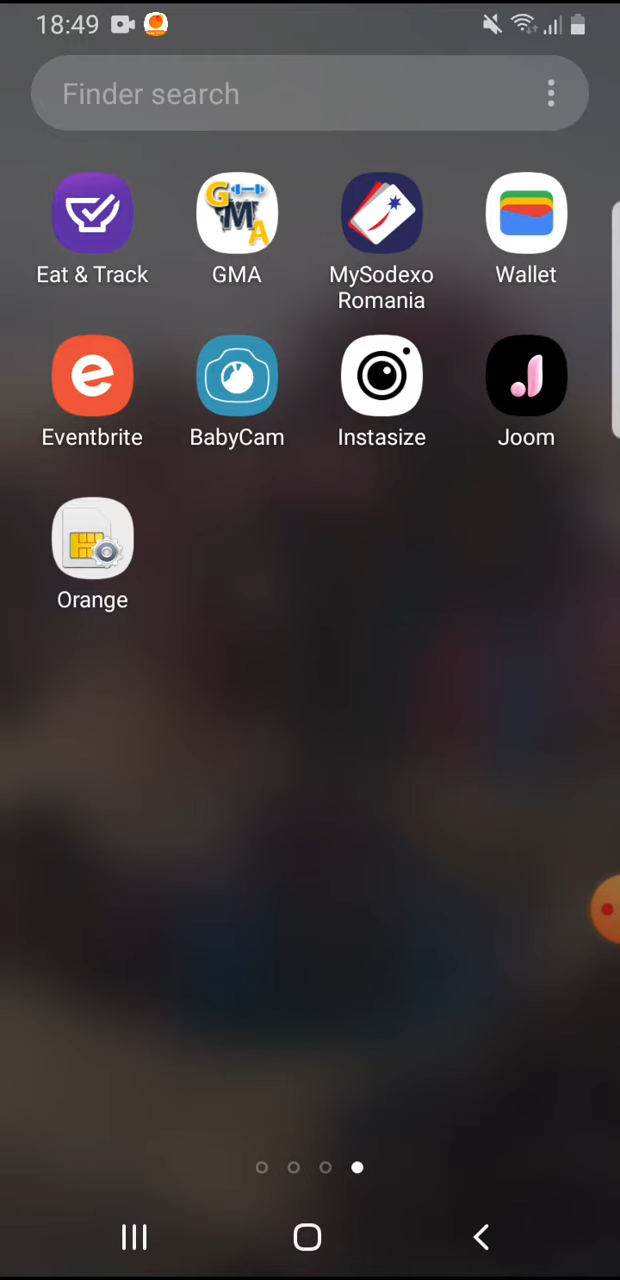 18:49
Finder search
Eat & Track
GMA
MySodexo
Romania
Wallet
Eventbrite
BabyCam
Instasize
Joom
Orange